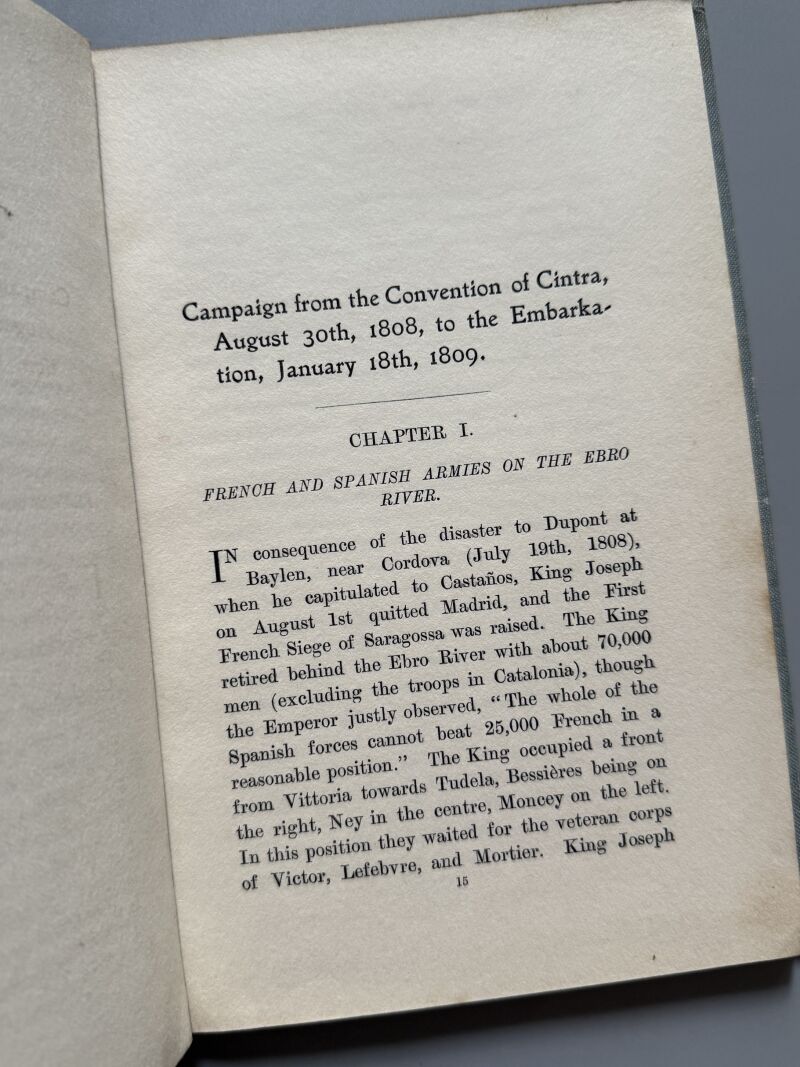 Campaign from the Convention of Cintra,
August 30th, 1808, to the Embarka-
tion, January 18th, 1809.
CHAPTER I.
FRENCH AND SPANISH ARMIES ON THE EBRO
RIVER.
IN consequence of the disaster to Dupont at
Baylen, near Cordova (July 19th, 1808),
when he capitulated to Castaños, King Joseph
on August 1st quitted Madrid, and the First
French Siege of Saragossa was raised. The King
retired behind the Ebro River with about 70,000
men (excluding the troops in Catalonia), though
the Emperor justly observed, “The whole of the
Spanish forces cannot beat 25,000 French in a
reasonable position.” The King occupied a front
from Vittoria towards Tudela, Bessières being on
the right, Ney in the centre, Moncey on the left.
In this position they waited for the veteran corps
of Victor, Lefebvre, and Mortier. King Joseph
15